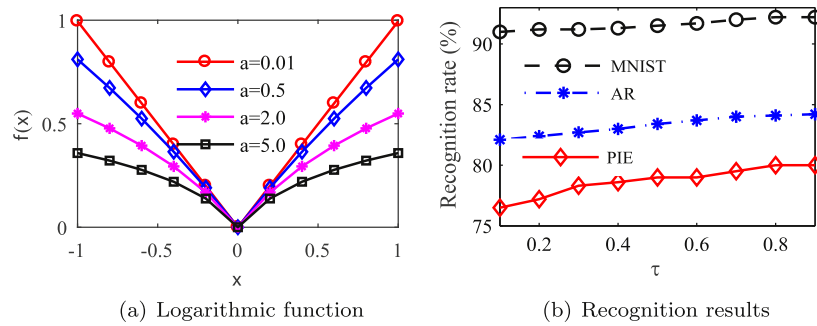 1
0.5
0
f(x)
-1
-0.5
0
0.5
1
x
a=0.01
a=0.5
a=2.0
a=5.0
(a) Logarithmic function
90
85
80
75
Recognition rate (%)
0.2
0.4
0.6
0.8
τ
MNIST
AR
PIE
(b) Recognition results